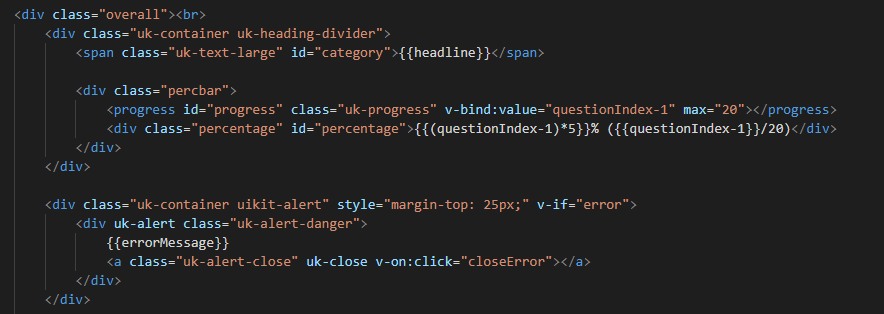 <div class="overall"><br>
    <div class="uk-container uk-heading-divider">
        <span class="uk-text-large" id="category">{{headline}}</span>

        <div class="percbar">
            <progress id="progress" class="uk-progress" v-bind:value="questionIndex-1" max="20"></progress>
            <div class="percentage" id="percentage">{{(questionIndex-1)*5}}% ({{questionIndex-1}}/20)</div>
        </div>
    </div>

    <div class="uk-container uikit-alert" style="margin-top: 25px;" v-if="error">
        <div uk-alert class="uk-alert-danger">
            {{errorMessage}}
            <a class="uk-alert-close" uk-close v-on:click="closeError"></a>
        </div>
    </div>